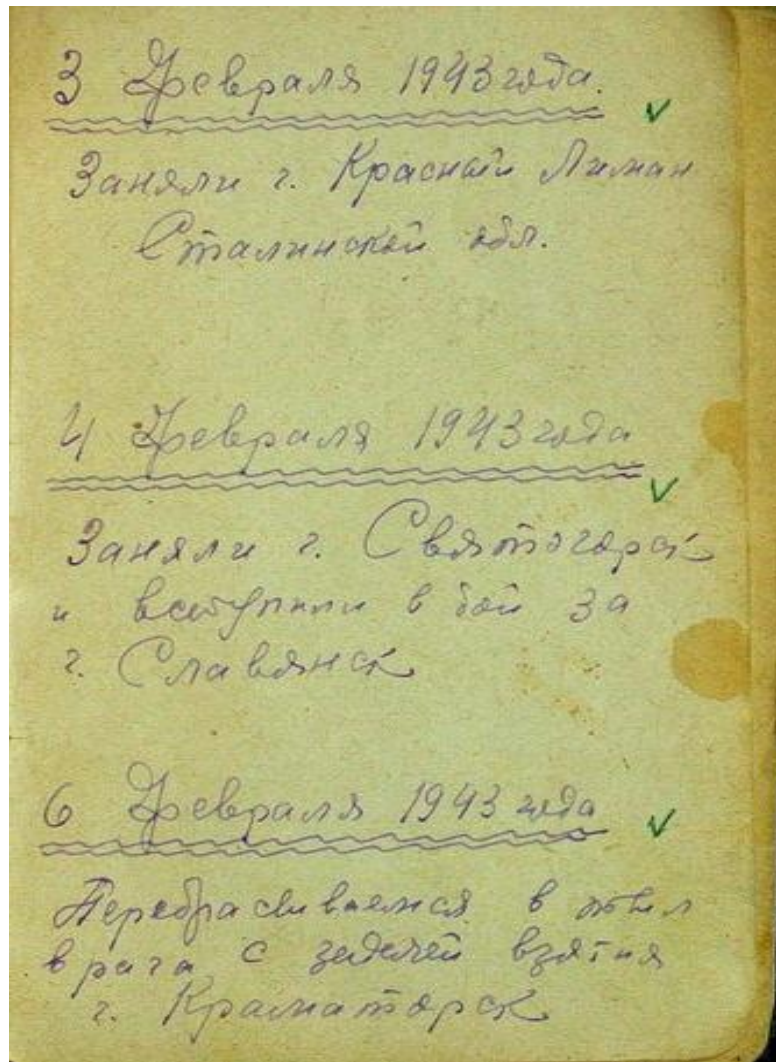 3 Февраля 1943 года.
Заняли г. Красный Лиман
Сталинской обл.
4 Февраля 1943 года
Заняли г. Святогорск
и вступили в бой за
г. Славянск
6 Февраля 1943 года
Перебрасываемся в тыл
врага с задачей взятия
г. Краматорск